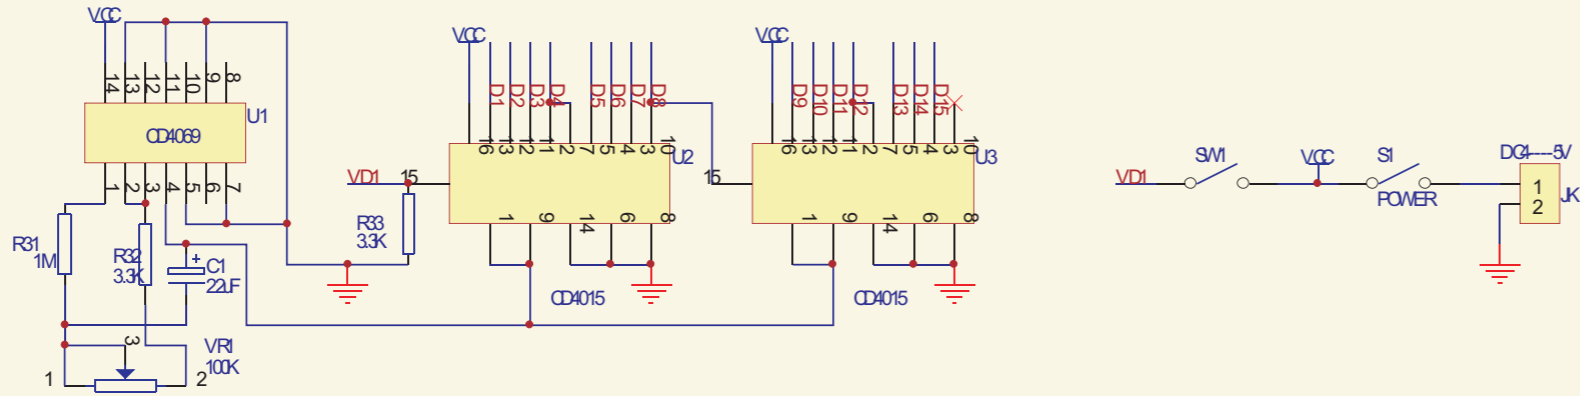 VCC
14
13
12
11
10
9
8
U1
CD4069
1
2
3
4
5
6
7
R31
1M
R32
3.3K
C1
+
22uF
VR1
100K
1
2
3
VCC
D1
D2
D3
D4
D5
D6
D7
D8
16
13
12
11
2
7
5
4
3
10
U2
VD1
15
R33
3.3K
1
9
14
6
8
CD4015
VCC
D9
D10
D11
D12
D13
D14
D15
16
13
12
11
2
7
5
4
3
10
U3
15
1
9
14
6
8
CD4015
VD1
SW1
VCC
S1
POWER
DC4----5V
1
2
JK